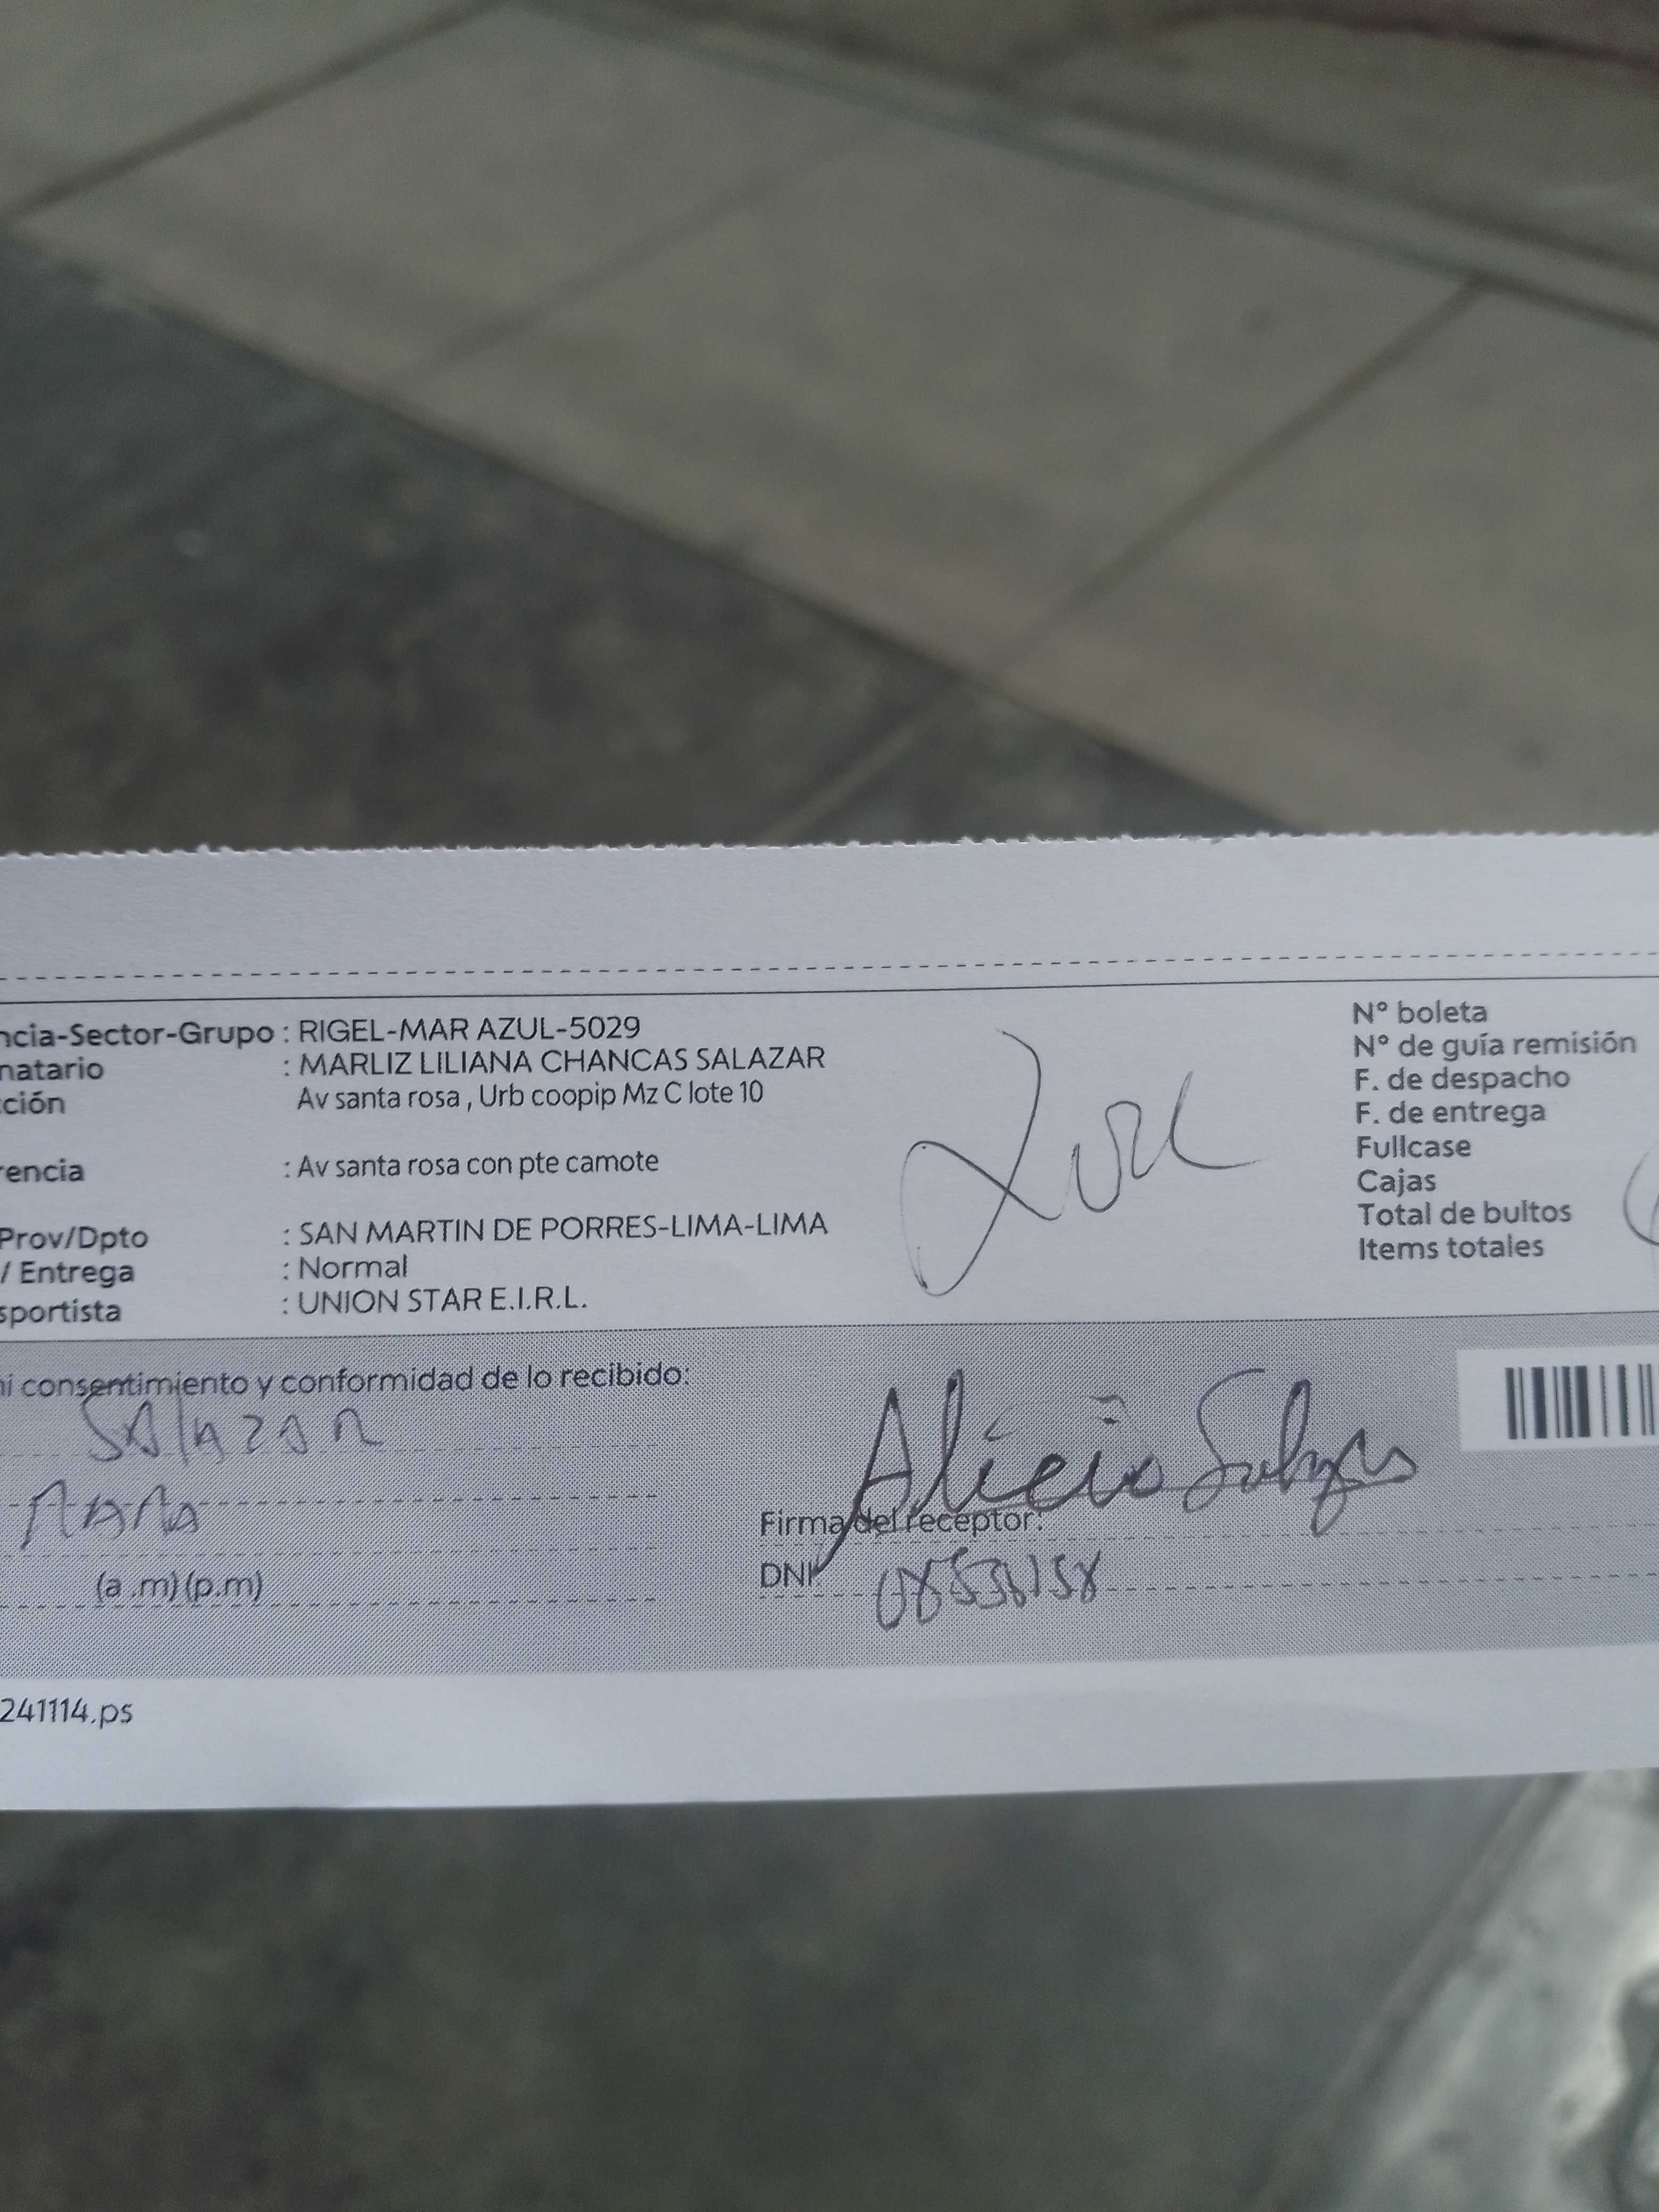 ncia-Sector-Grupo : RIGEL-MAR AZUL-5029
natario : MARLIZ LILIANA CHANCAS SALAZAR
ción Av santa rosa , Urb coopip Mz C lote 10
rencia : Av santa rosa con pte camote
Prov/Dpto : SAN MARTIN DE PORRES-LIMA-LIMA
/ Entrega : Normal
sportista : UNION STAR E.I.R.L.
N° boleta
N° de guía remisión
F. de despacho
F. de entrega
Fullcase
Cajas
Total de bultos
Items totales
ni consentimiento y conformidad de lo recibido:
SAlAZAR
MAMA
(a .m) (p.m)
Alicia
Firma del receptor:
DNI:
241114.ps